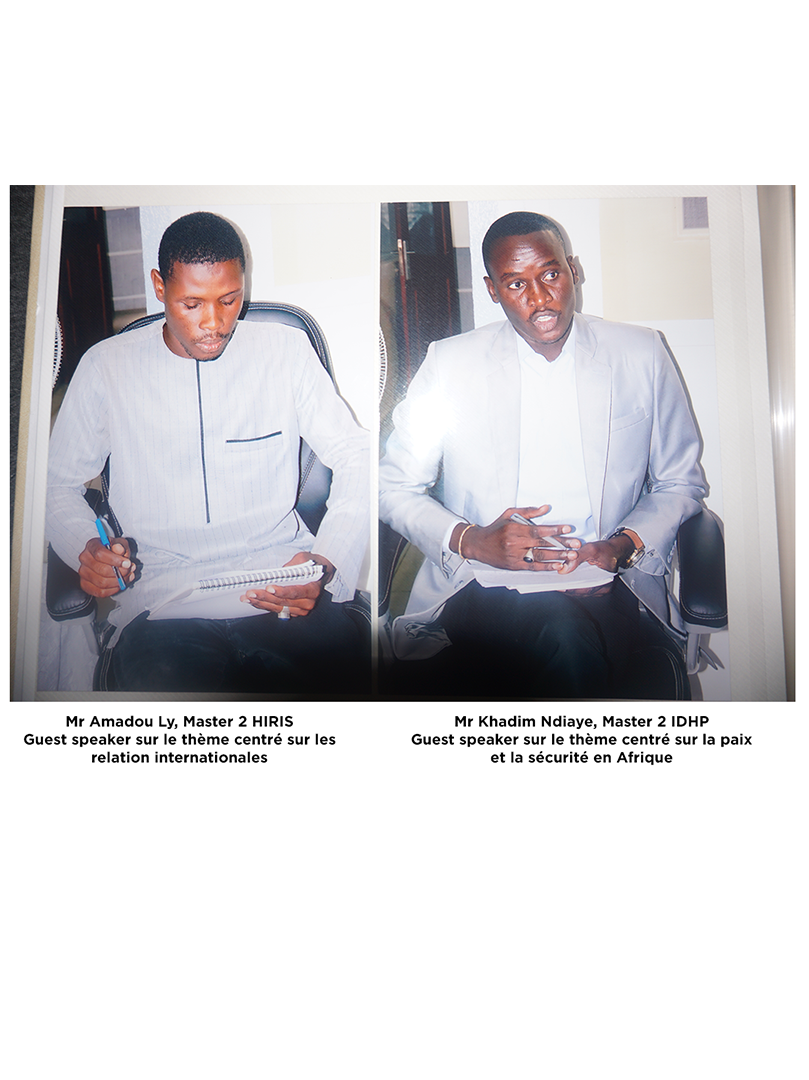 Mr Amadou Ly, Master 2 HIRIS
Guest speaker sur le thème centré sur les
relation internationales
Mr Khadim Ndiaye, Master 2 IDHP
Guest speaker sur le thème centré sur la paix
et la sécurité en Afrique